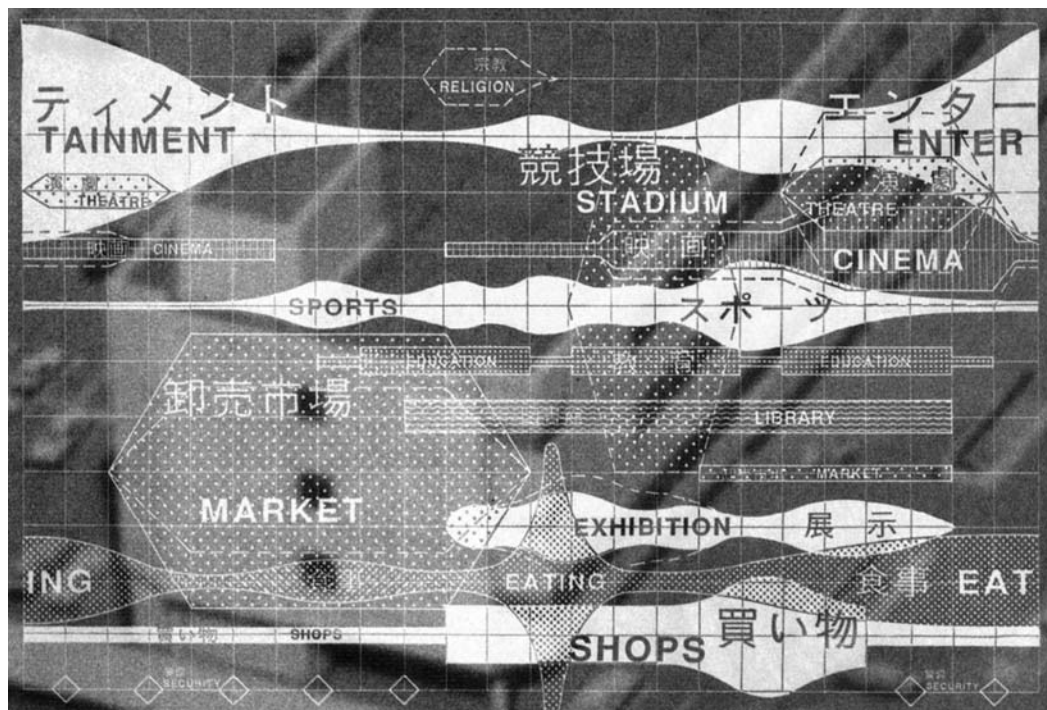 宗教
RELIGION
ティメント
TAINMENT
エンター
ENTER
競技場
STADIUM
演劇
THEATRE
演劇
THEATRE
映画
CINEMA
映画
CINEMA
SPORTS
スポーツ
EDUCATION
教育
EDUCATION
卸売市場
MARKET
LIBRARY
MARKET
EXHIBITION
展示
ING
EATING
食事
EAT
買い物
SHOPS
SHOPS
買い物
SECURITY
SECURITY